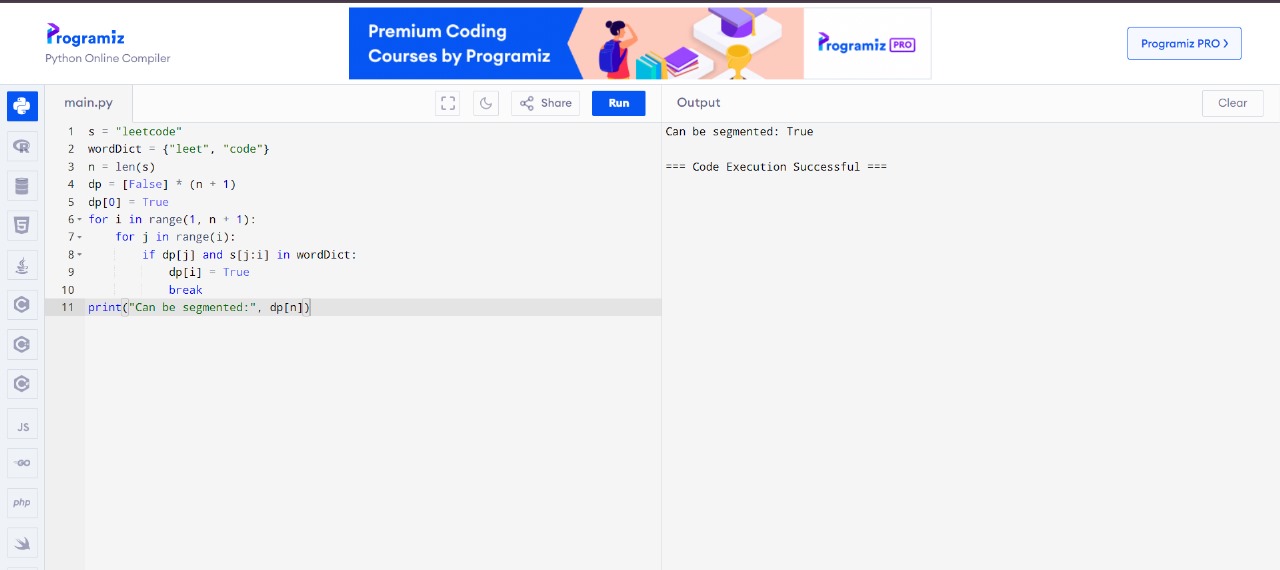 Programiz
Python Online Compiler
Premium Coding
Courses by Programiz
Programiz PRO
Programiz PRO
main.py
Share
Run
Output
Clear
1 s = "leetcode"
2 wordDict = {"leet", "code"}
3 n = len(s)
4 dp = [False] * (n + 1)
5 dp[0] = True
6 for i in range(1, n + 1):
7     for j in range(i):
8         if dp[j] and s[j:i] in wordDict:
9             dp[i] = True
10             break
11 print("Can be segmented:", dp[n])
Can be segmented: True
=== Code Execution Successful ===
R
5
C
C
C
JS
GO
php